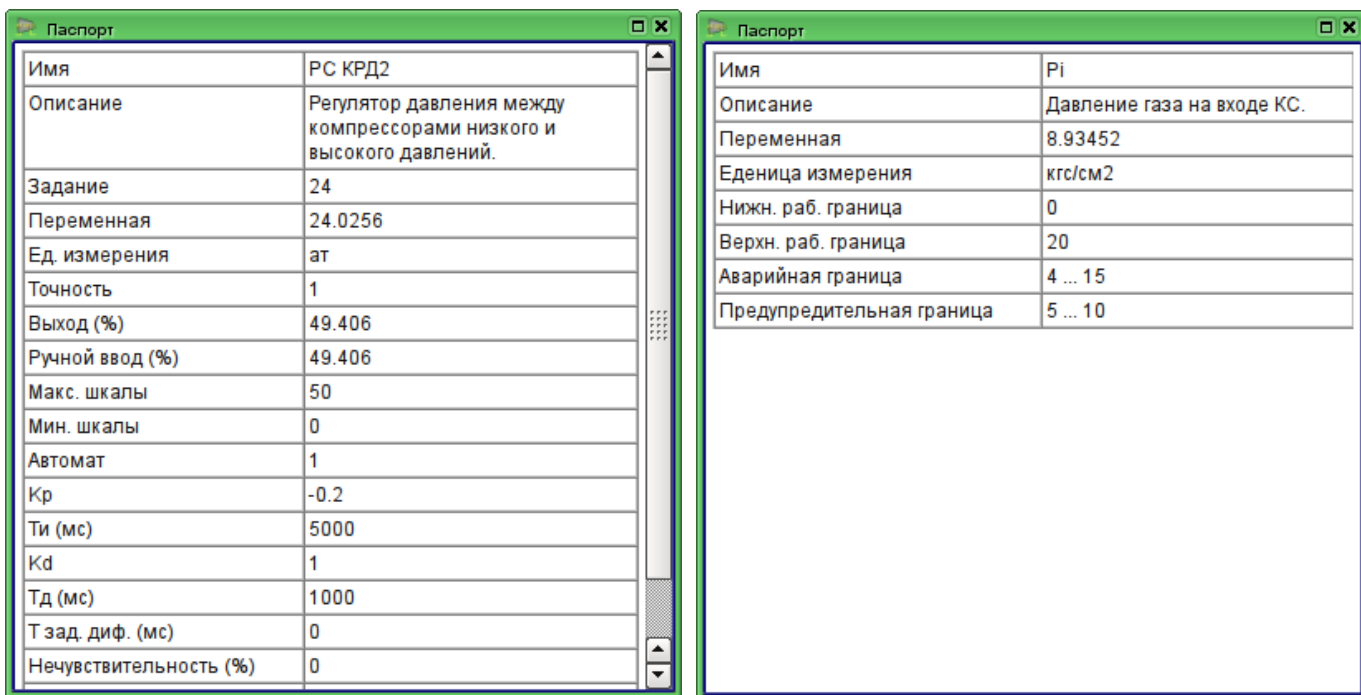 Паспорт
Имя РС КРД2
Описание Регулятор давления между
компрессорами низкого и
высокого давлений.
Задание 24
Переменная 24.0256
Ед. измерения ат
Точность 1
Выход (%) 49.406
Ручной ввод (%) 49.406
Макс. шкалы 50
Мин. шкалы 0
Автомат 1
Кр -0.2
Ти (мс) 5000
Kd 1
Тд (мс) 1000
Т зад. диф. (мс) 0
Нечувствительность (%) 0
Паспорт
Имя Pi
Описание Давление газа на входе КС.
Переменная 8.93452
Еденица измерения кгс/см2
Нижн. раб. граница 0
Верхн. раб. граница 20
Аварийная граница 4 ... 15
Предупредительная граница 5 ... 10